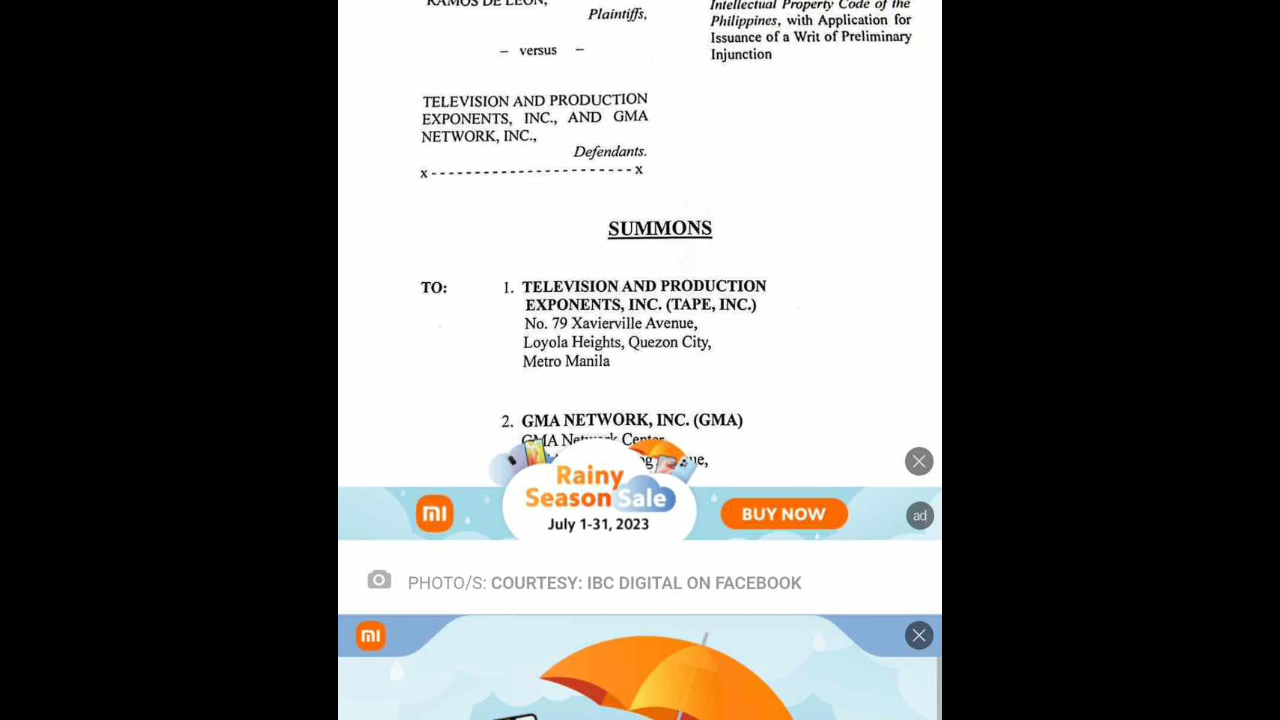 RAMOS DE LEON,
Plaintiffs,
– versus –
Intellectual Property Code of the
Philippines, with Application for
Issuance of a Writ of Preliminary
Injunction
TELEVISION AND PRODUCTION
EXPONENTS, INC., AND GMA
NETWORK, INC.,
Defendants.
x - - - - - - - - - - - - - - - - - - - - - - - x
SUMMONS
TO: 1. TELEVISION AND PRODUCTION
EXPONENTS, INC. (TAPE, INC.)
No. 79 Xavierville Avenue,
Loyola Heights, Quezon City,
Metro Manila
2. GMA NETWORK, INC. (GMA)
GMA Network Center
mi
Rainy
Season Sale
July 1-31, 2023
BUY NOW
ad
PHOTO/S: COURTESY: IBC DIGITAL ON FACEBOOK
mi